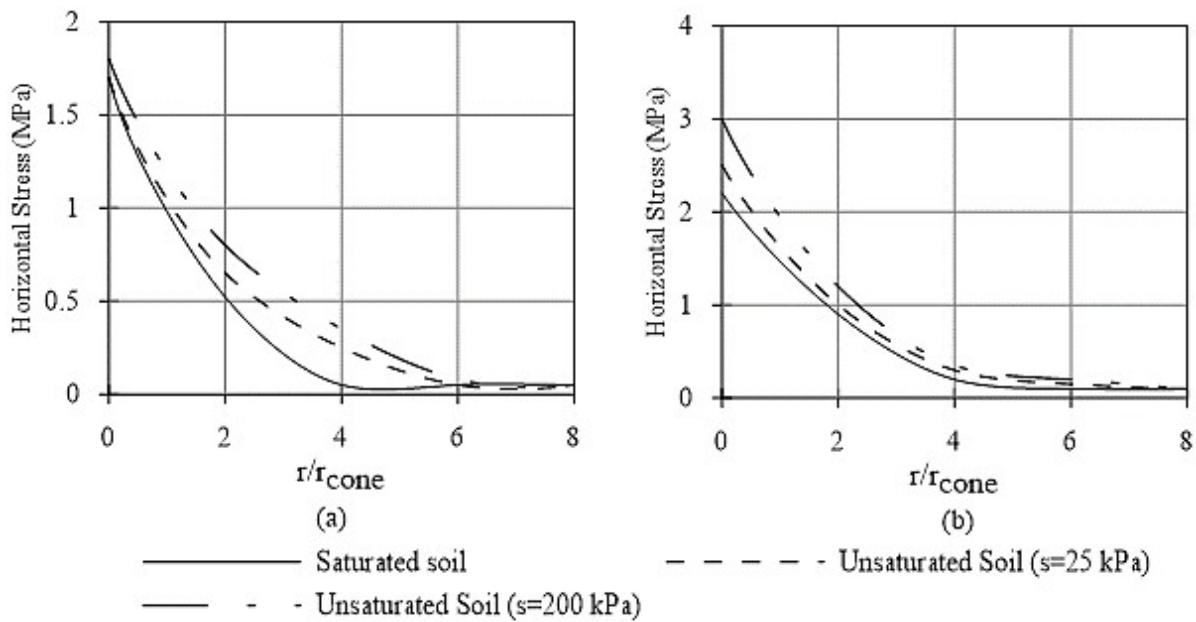 2
1.5
1
0.5
0
Horizontal Stress (MPa)
0 2 4 6 8
r/rcone
(a)
4
3
2
1
0
Horizontal Stress (MPa)
0 2 4 6 8
r/rcone
(b)
Saturated soil
Unsaturated Soil (s=25 kPa)
Unsaturated Soil (s=200 kPa)